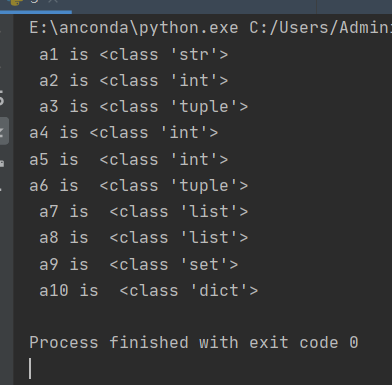 E:\anconda\python.exe C:/Users/Admin
 a1 is <class 'str'>
 a2 is <class 'int'>
 a3 is <class 'tuple'>
a4 is <class 'int'>
a5 is  <class 'int'>
a6 is  <class 'tuple'>
 a7 is  <class 'list'>
 a8 is  <class 'list'>
 a9 is  <class 'set'>
 a10 is  <class 'dict'>
Process finished with exit code 0